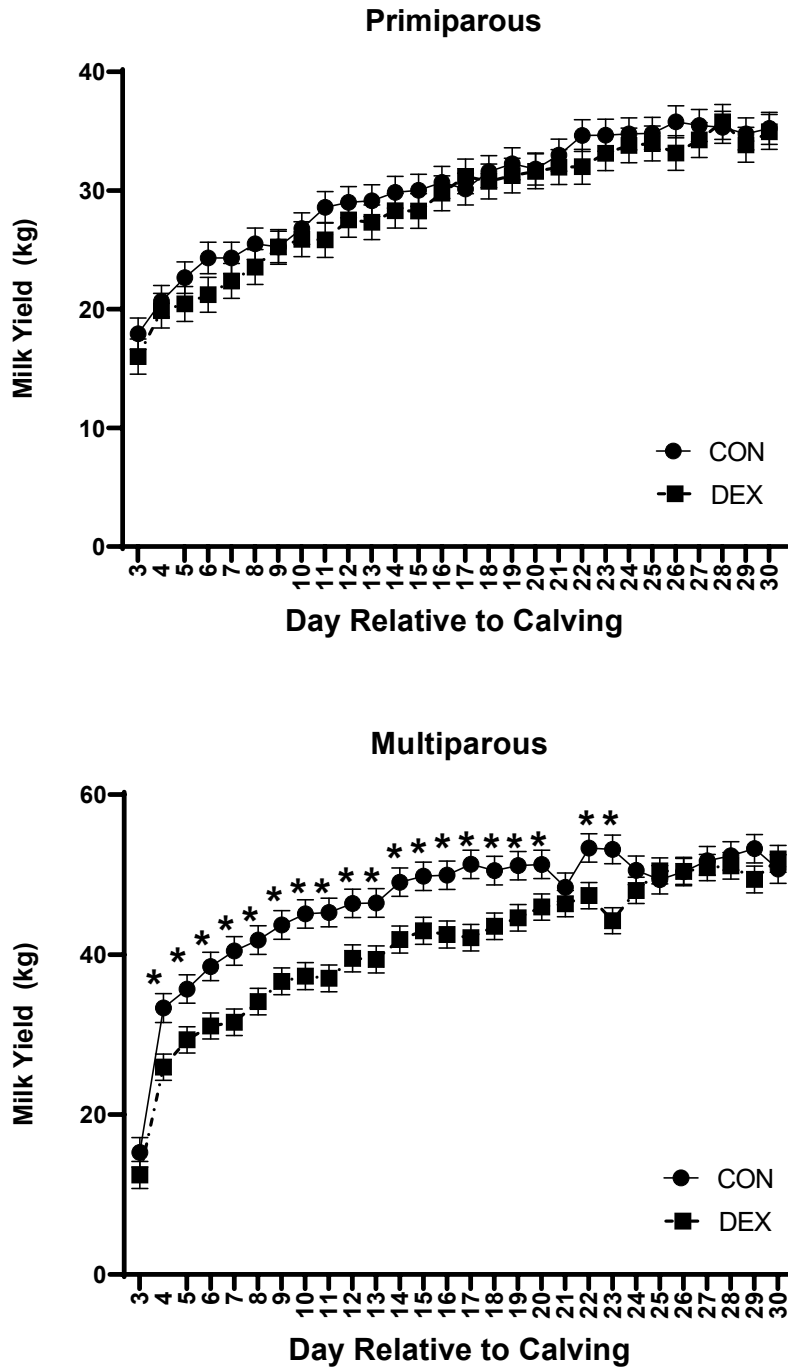 Primiparous
40
30
20
10
0
Milk Yield (kg)
CON
DEX
3 4 5 6 7 8 9 10 11 12 13 14 15 16 17 18 19 20 21 22 23 24 25 26 27 28 29 30
Day Relative to Calving
Multiparous
60
40
20
0
Milk Yield (kg)
* * * * * * * * * * * * * * * * * * *
CON
DEX
3 4 5 6 7 8 9 10 11 12 13 14 15 16 17 18 19 20 21 22 23 24 25 26 27 28 29 30
Day Relative to Calving